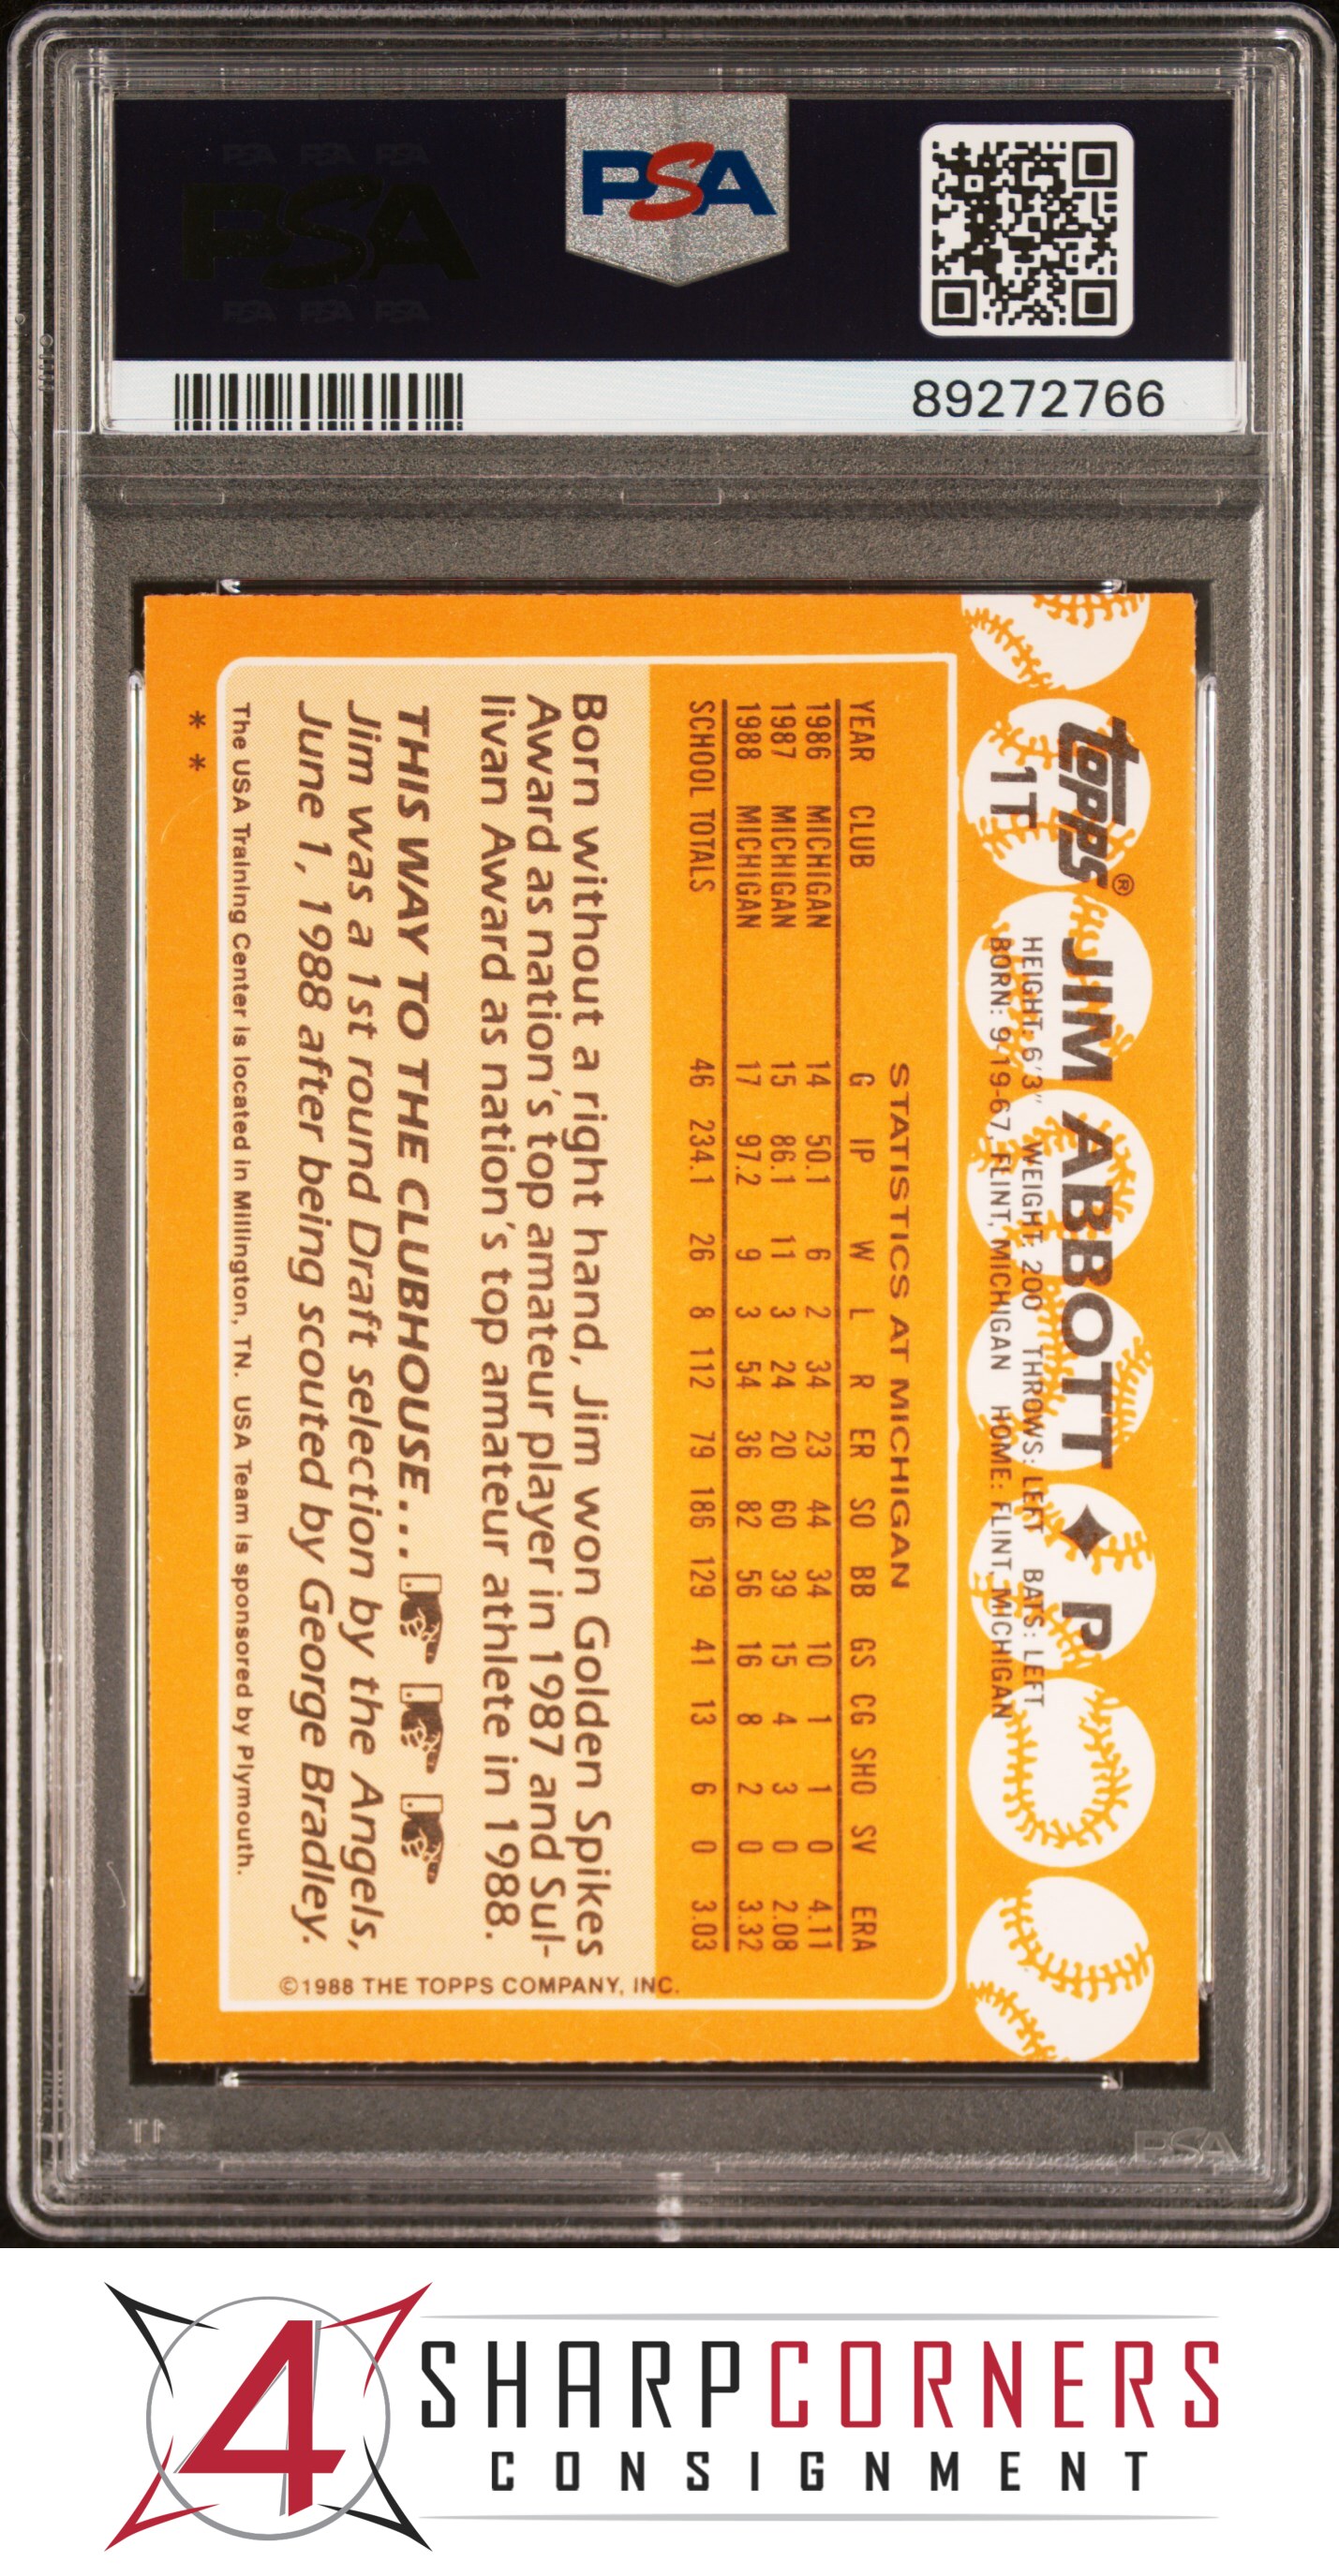 PSA PSA PSA
PSA
PSA PSA PSA
PSA
89272766
topps®
1T
JIM ABBOTT ♦ P
HEIGHT: 6'3" WEIGHT: 200 THROWS: LEFT BATS: LEFT
BORN: 9-19-67, FLINT, MICHIGAN HOME: FLINT, MICHIGAN
STATISTICS AT MICHIGAN
YEAR CLUB G IP W L R ER SO BB GS CG SHO SV ERA
1986 MICHIGAN 14 50.1 6 2 34 23 44 34 10 1 1 0 4.11
1987 MICHIGAN 15 86.1 11 3 24 20 60 39 15 4 3 0 2.08
1988 MICHIGAN 17 97.2 9 3 54 36 82 56 16 8 2 0 3.32
SCHOOL TOTALS 46 234.1 26 8 112 79 186 129 41 13 6 0 3.03
Born without a right hand, Jim won Golden Spikes
Award as nation's top amateur player in 1987 and Sul-
livan Award as nation's top amateur athlete in 1988.
THIS WAY TO THE CLUBHOUSE...
Jim was a 1st round Draft selection by the Angels,
June 1, 1988 after being scouted by George Bradley.
The USA Training Center is located in Millington, TN. USA Team is sponsored by Plymouth.
* *
©1988 THE TOPPS COMPANY, INC.
PSA
4
SHARPCORNERS
CONSIGNMENT